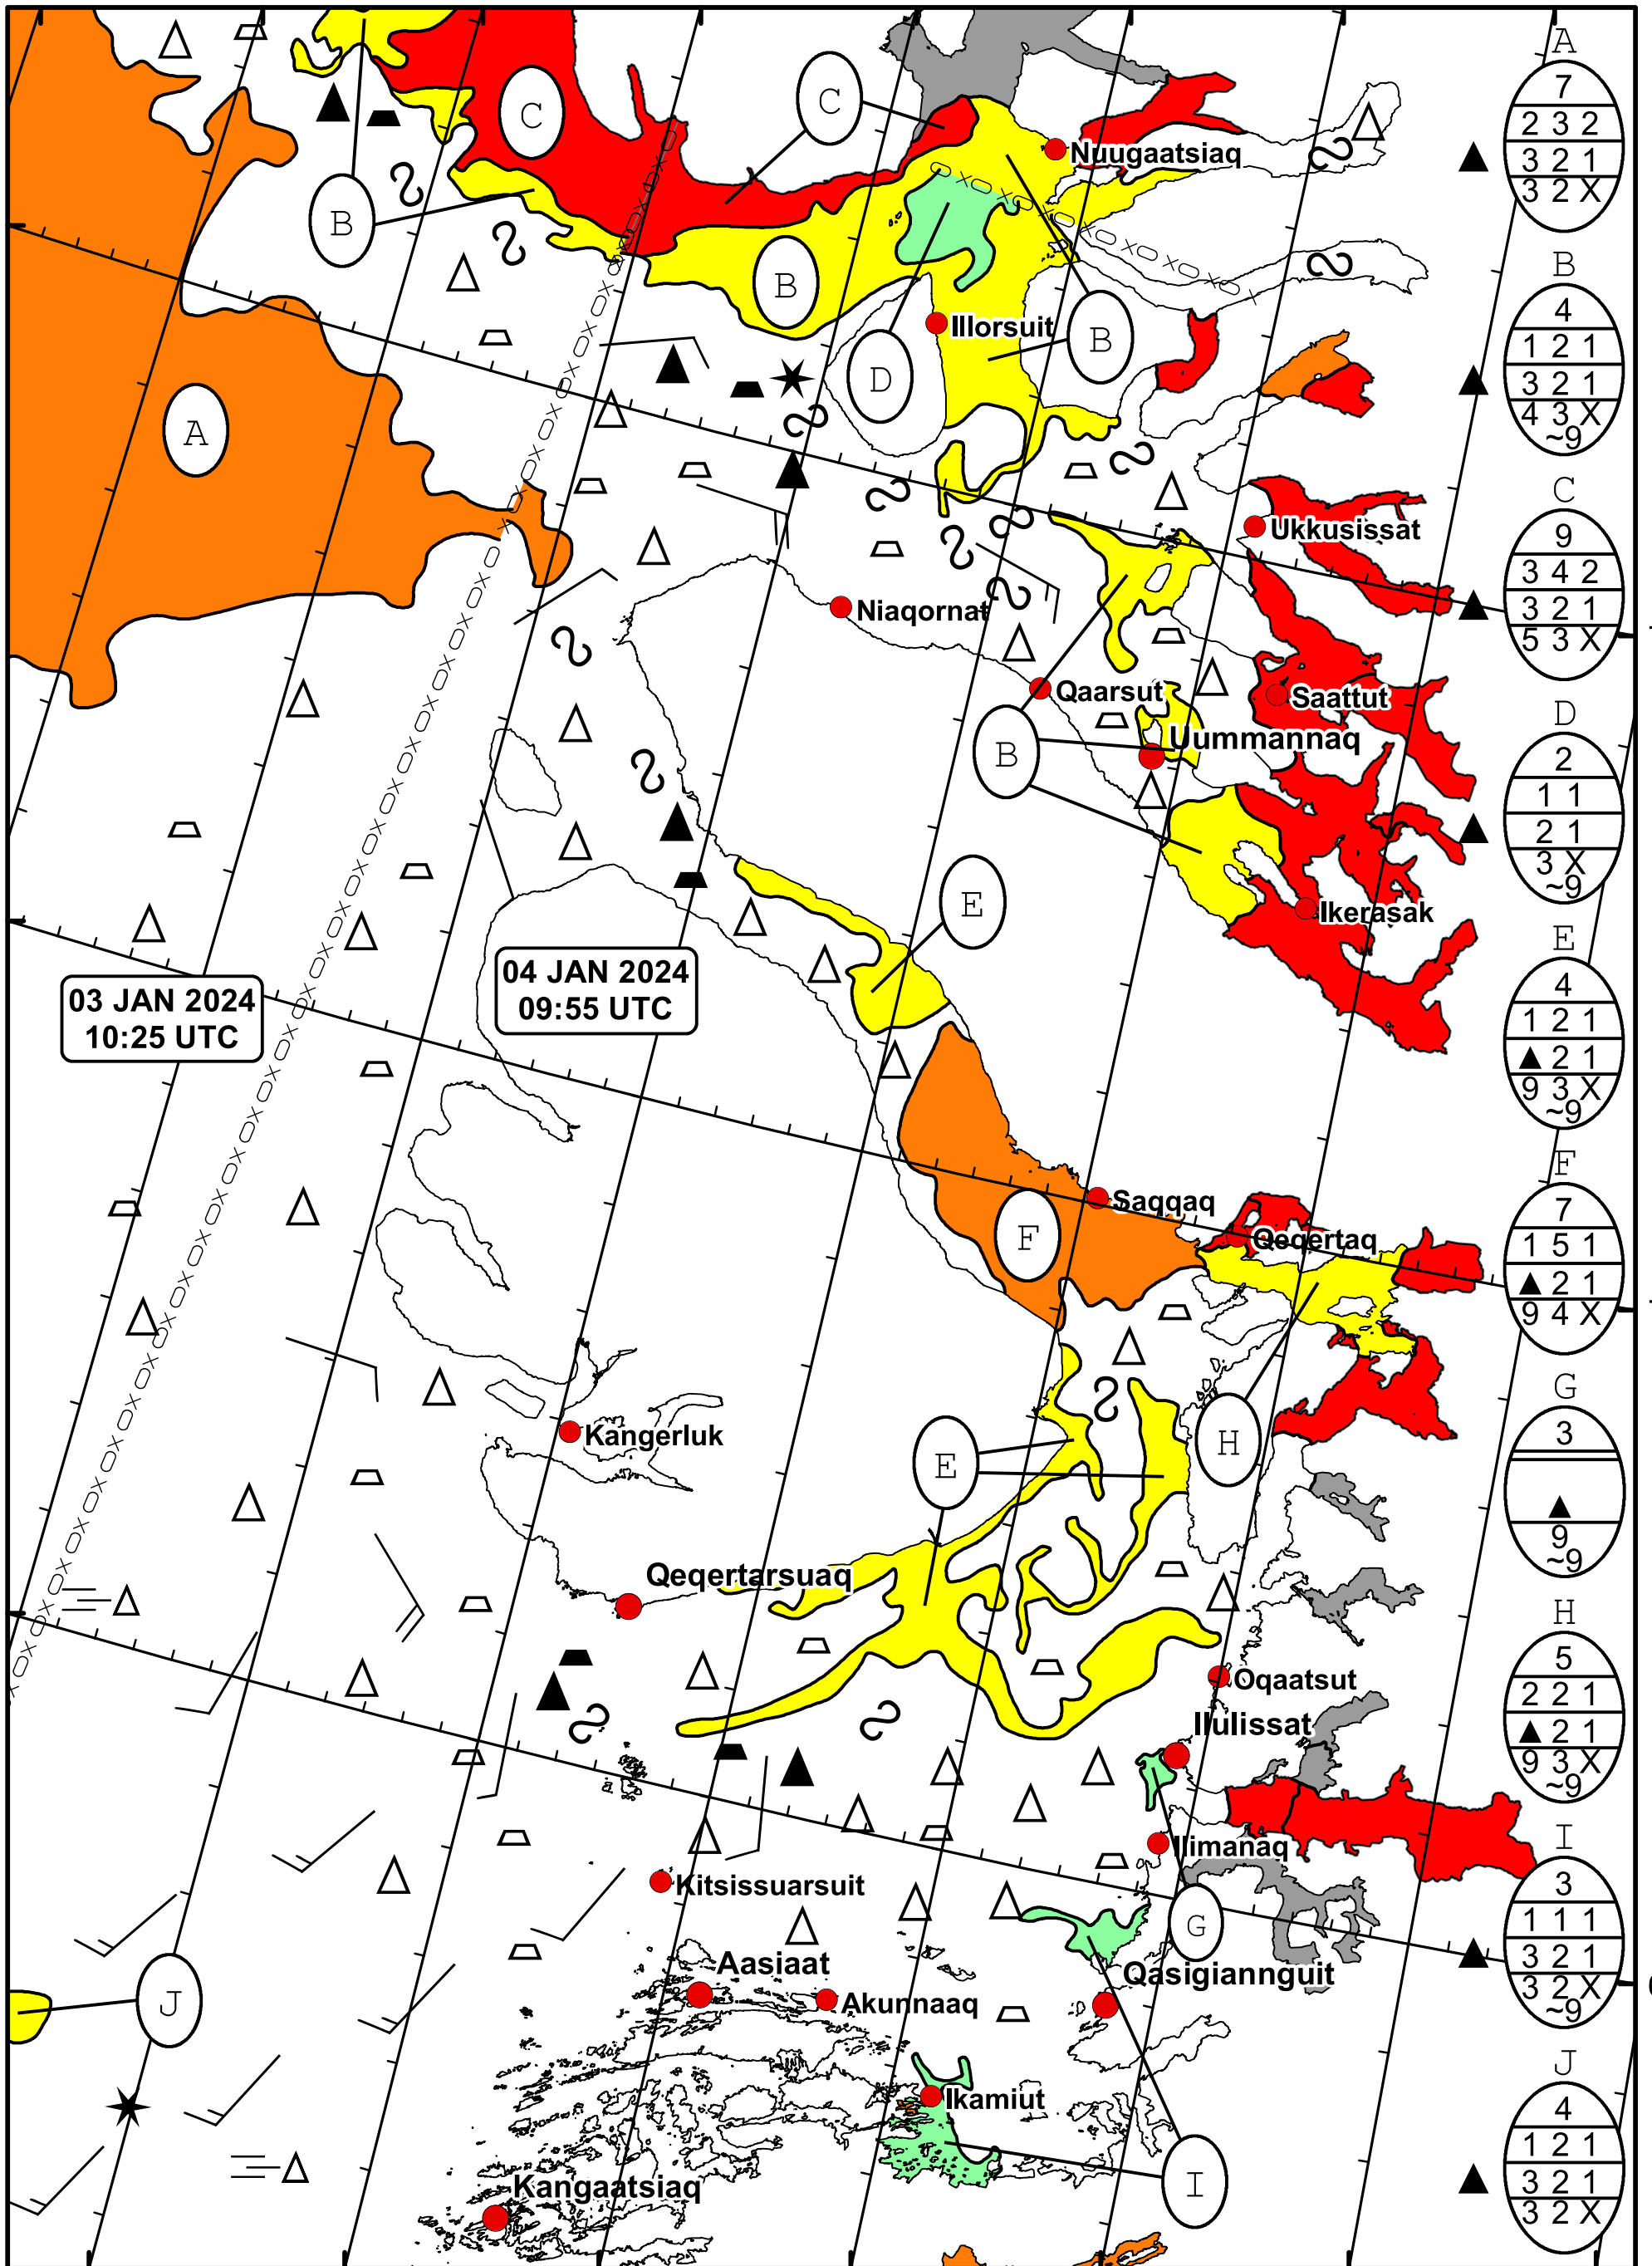 A
7
2 3 2
3 2 1
3 2 X
C
C
B
Nuugaatsiaq
B
4
1 2 1
3 2 1
4 3 X
~9
B
Illorsuit
B
D
A
C
9
3 4 2
3 2 1
5 3 X
Ukkusissat
Niaqornat
Qaarsut
Saattut
Uummannaq
B
D
2
1 1
2 1
3 X
~9
E
Ikerasak
E
4
1 2 1
2 1
9 3 X
~9
03 JAN 2024
10:25 UTC
04 JAN 2024
09:55 UTC
Saqqaq
F
Qeqertaq
F
7
1 5 1
2 1
9 4 X
Kangerluk
E
H
G
3
9
~9
Qeqertarsuaq
H
5
2 2 1
2 1
9 3 X
~9
Oqaatsut
Ilulissat
Ilimanaq
Kitsissuarsuit
G
I
3
1 1 1
3 2 1
3 2 X
~9
Aasiaat
Qasigiannguit
Akunnaaq
J
Ikamiut
I
Kangaatsiaq
J
4
1 2 1
3 2 1
3 2 X